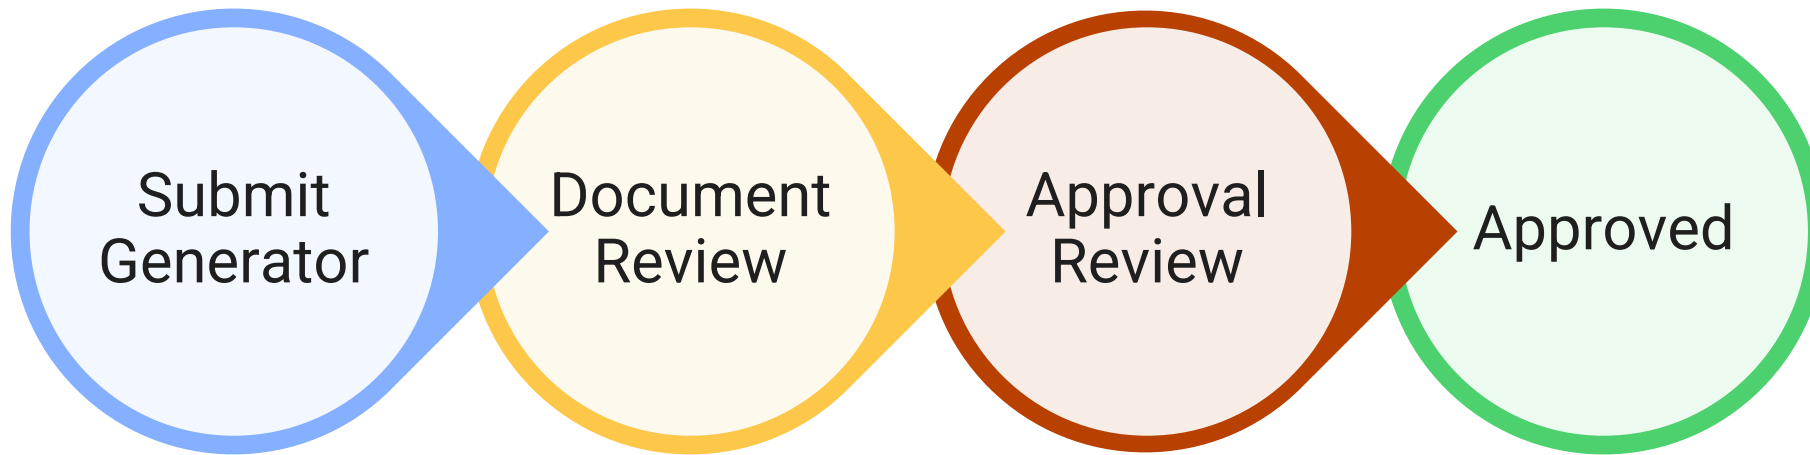 Submit
Generator
Document
Review
Approval
Review
Approved